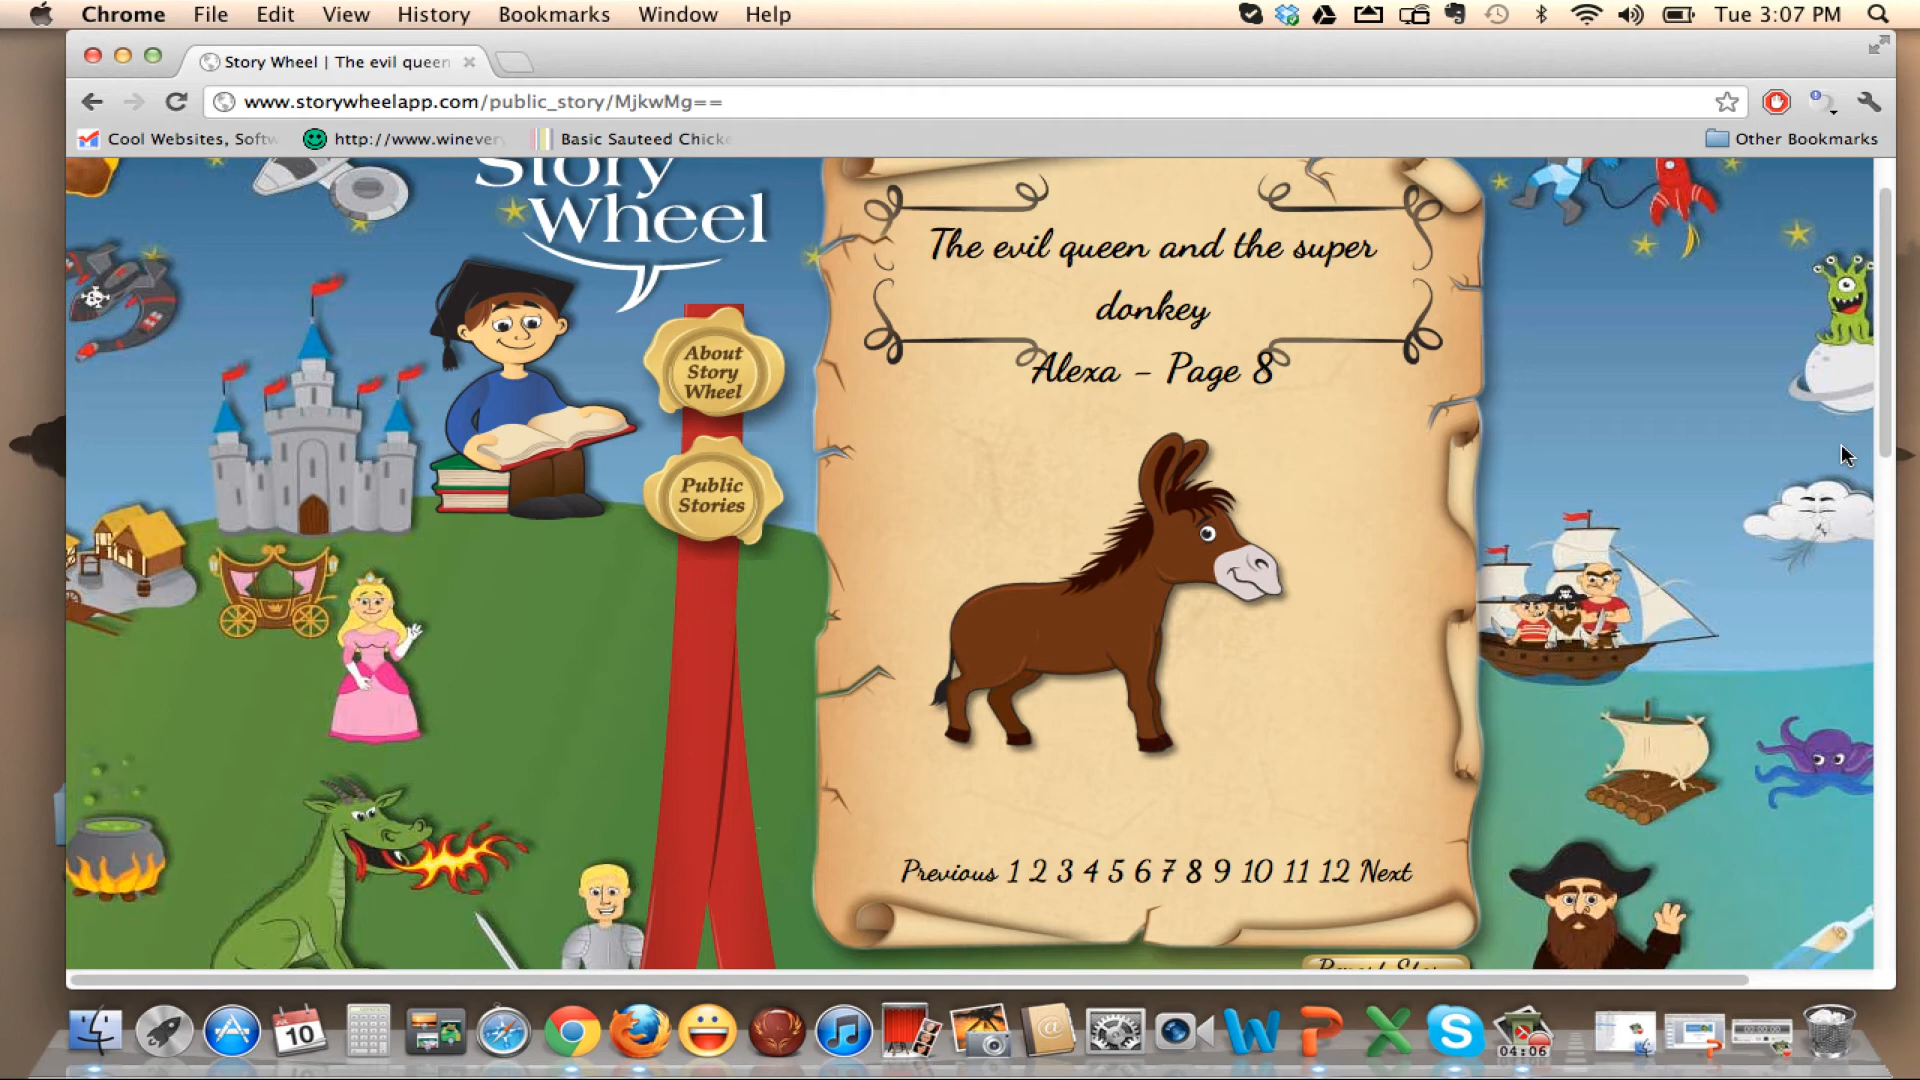 Chrome File Edit View History Bookmarks Window Help Tue 3:07 PM
Story Wheel | The evil queen
www.storywheelapp.com/public_story/MjkwMg==
Cool Websites, Softw http://www.winever Basic Sauteed Chicke Other Bookmarks
Story
Wheel
About
Story
Wheel
Public
Stories
The evil queen and the super
donkey
Alexa - Page 8
Previous 1 2 3 4 5 6 7 8 9 10 11 12 Next
10
04:06